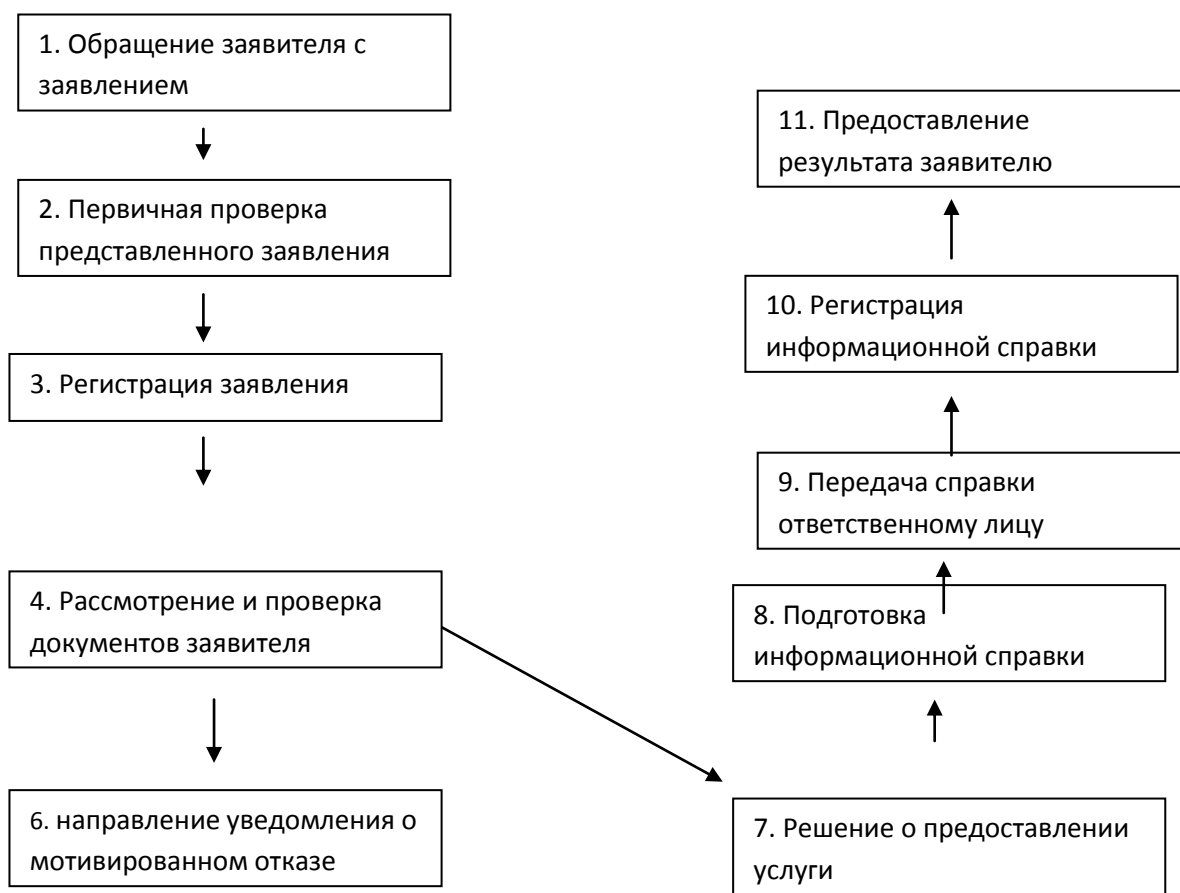 1. Обращение заявителя с
заявлением
2. Первичная проверка
представленного заявления
3. Регистрация заявления
4. Рассмотрение и проверка
документов заявителя
6. направление уведомления о
мотивированном отказе
7. Решение о предоставлении
услуги
8. Подготовка
информационной справки
9. Передача справки
ответственному лицу
10. Регистрация
информационной справки
11. Предоставление
результата заявителю